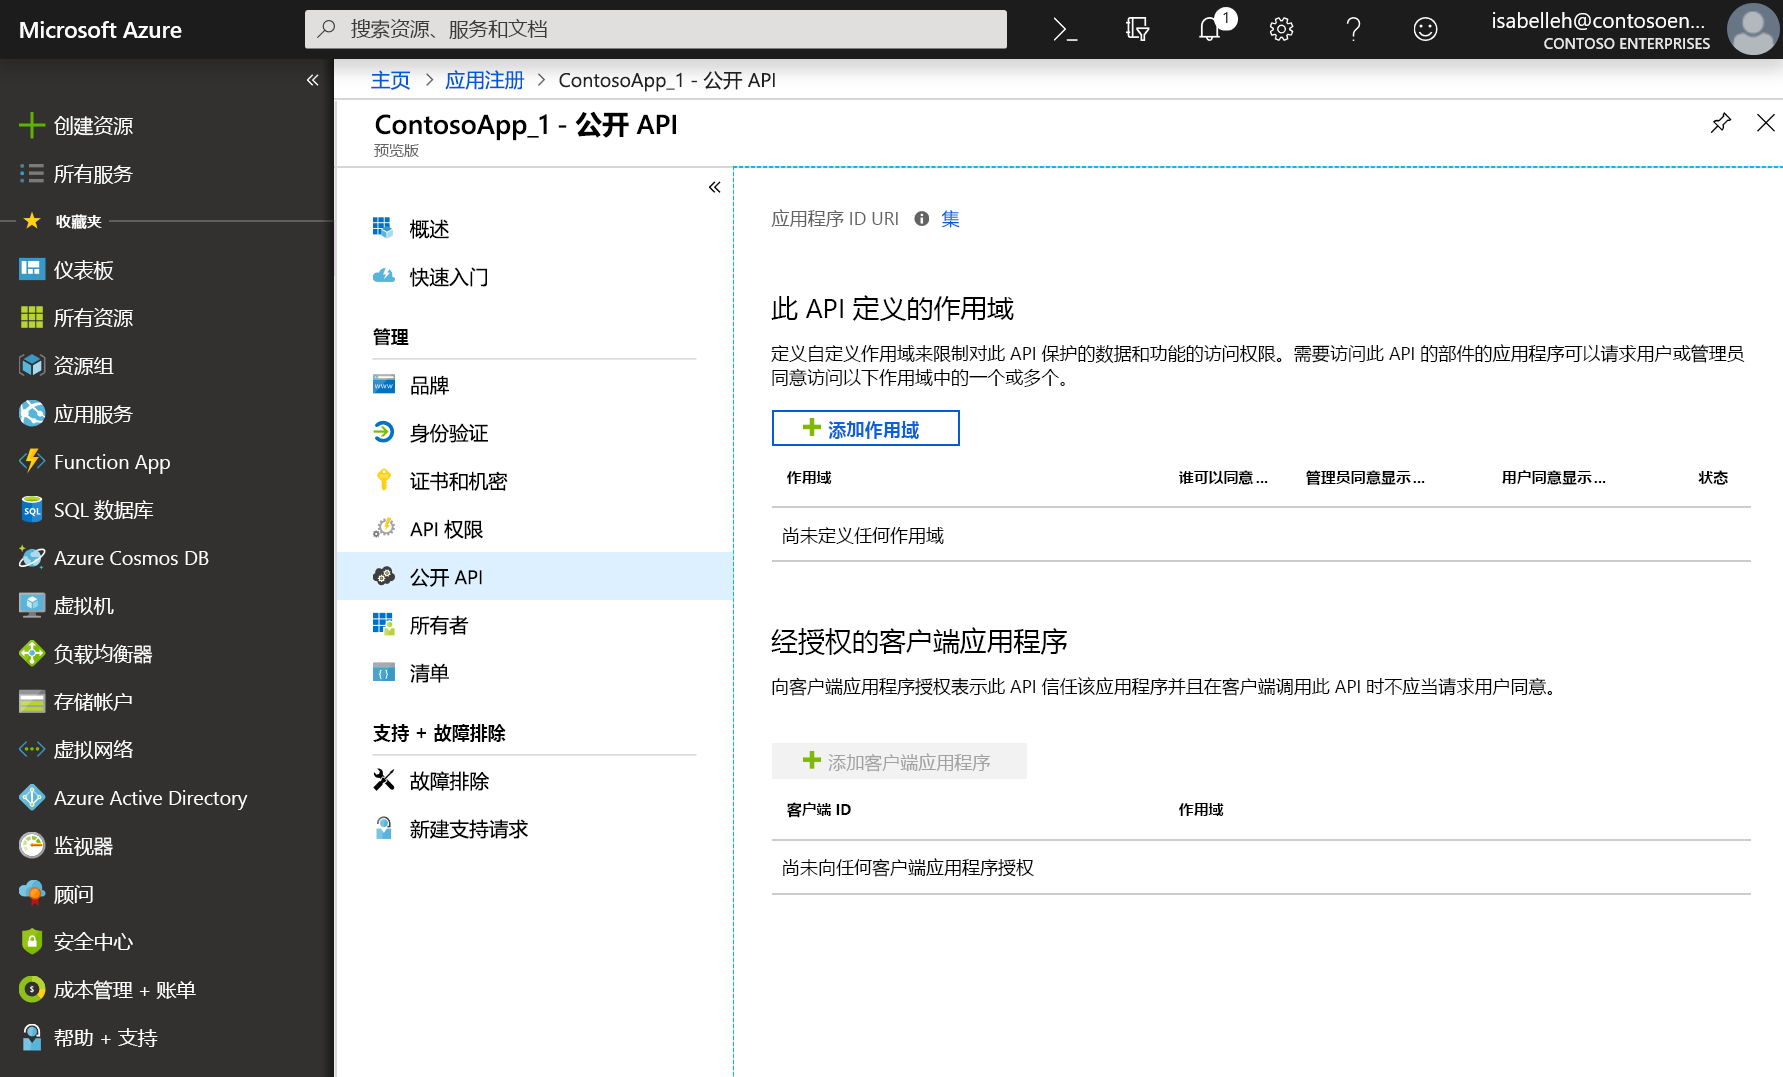 Microsoft Azure
搜索资源、服务和文档
1
isabelleh@contosoen...
CONTOSO ENTERPRISES
创建资源
所有服务
收藏夹
仪表板
所有资源
资源组
应用服务
Function App
SQL 数据库
Azure Cosmos DB
虚拟机
负载均衡器
存储帐户
虚拟网络
Azure Active Directory
监视器
顾问
安全中心
成本管理 + 账单
帮助 + 支持
主页 > 应用注册 > ContosoApp_1 - 公开 API
ContosoApp_1 - 公开 API
预览版
概述
快速入门
管理
品牌
身份验证
证书和机密
API 权限
公开 API
所有者
清单
支持 + 故障排除
故障排除
新建支持请求
应用程序 ID URI 集
此 API 定义的作用域
定义自定义作用域来限制对此 API 保护的数据和功能的访问权限。需要访问此 API 的部件的应用程序可以请求用户或管理员
同意访问以下作用域中的一个或多个。
添加作用域
作用域 谁可以同意... 管理员同意显示... 用户同意显示... 状态
尚未定义任何作用域
经授权的客户端应用程序
向客户端应用程序授权表示此 API 信任该应用程序并且在客户端调用此 API 时不应当请求用户同意。
添加客户端应用程序
客户端 ID 作用域
尚未向任何客户端应用程序授权